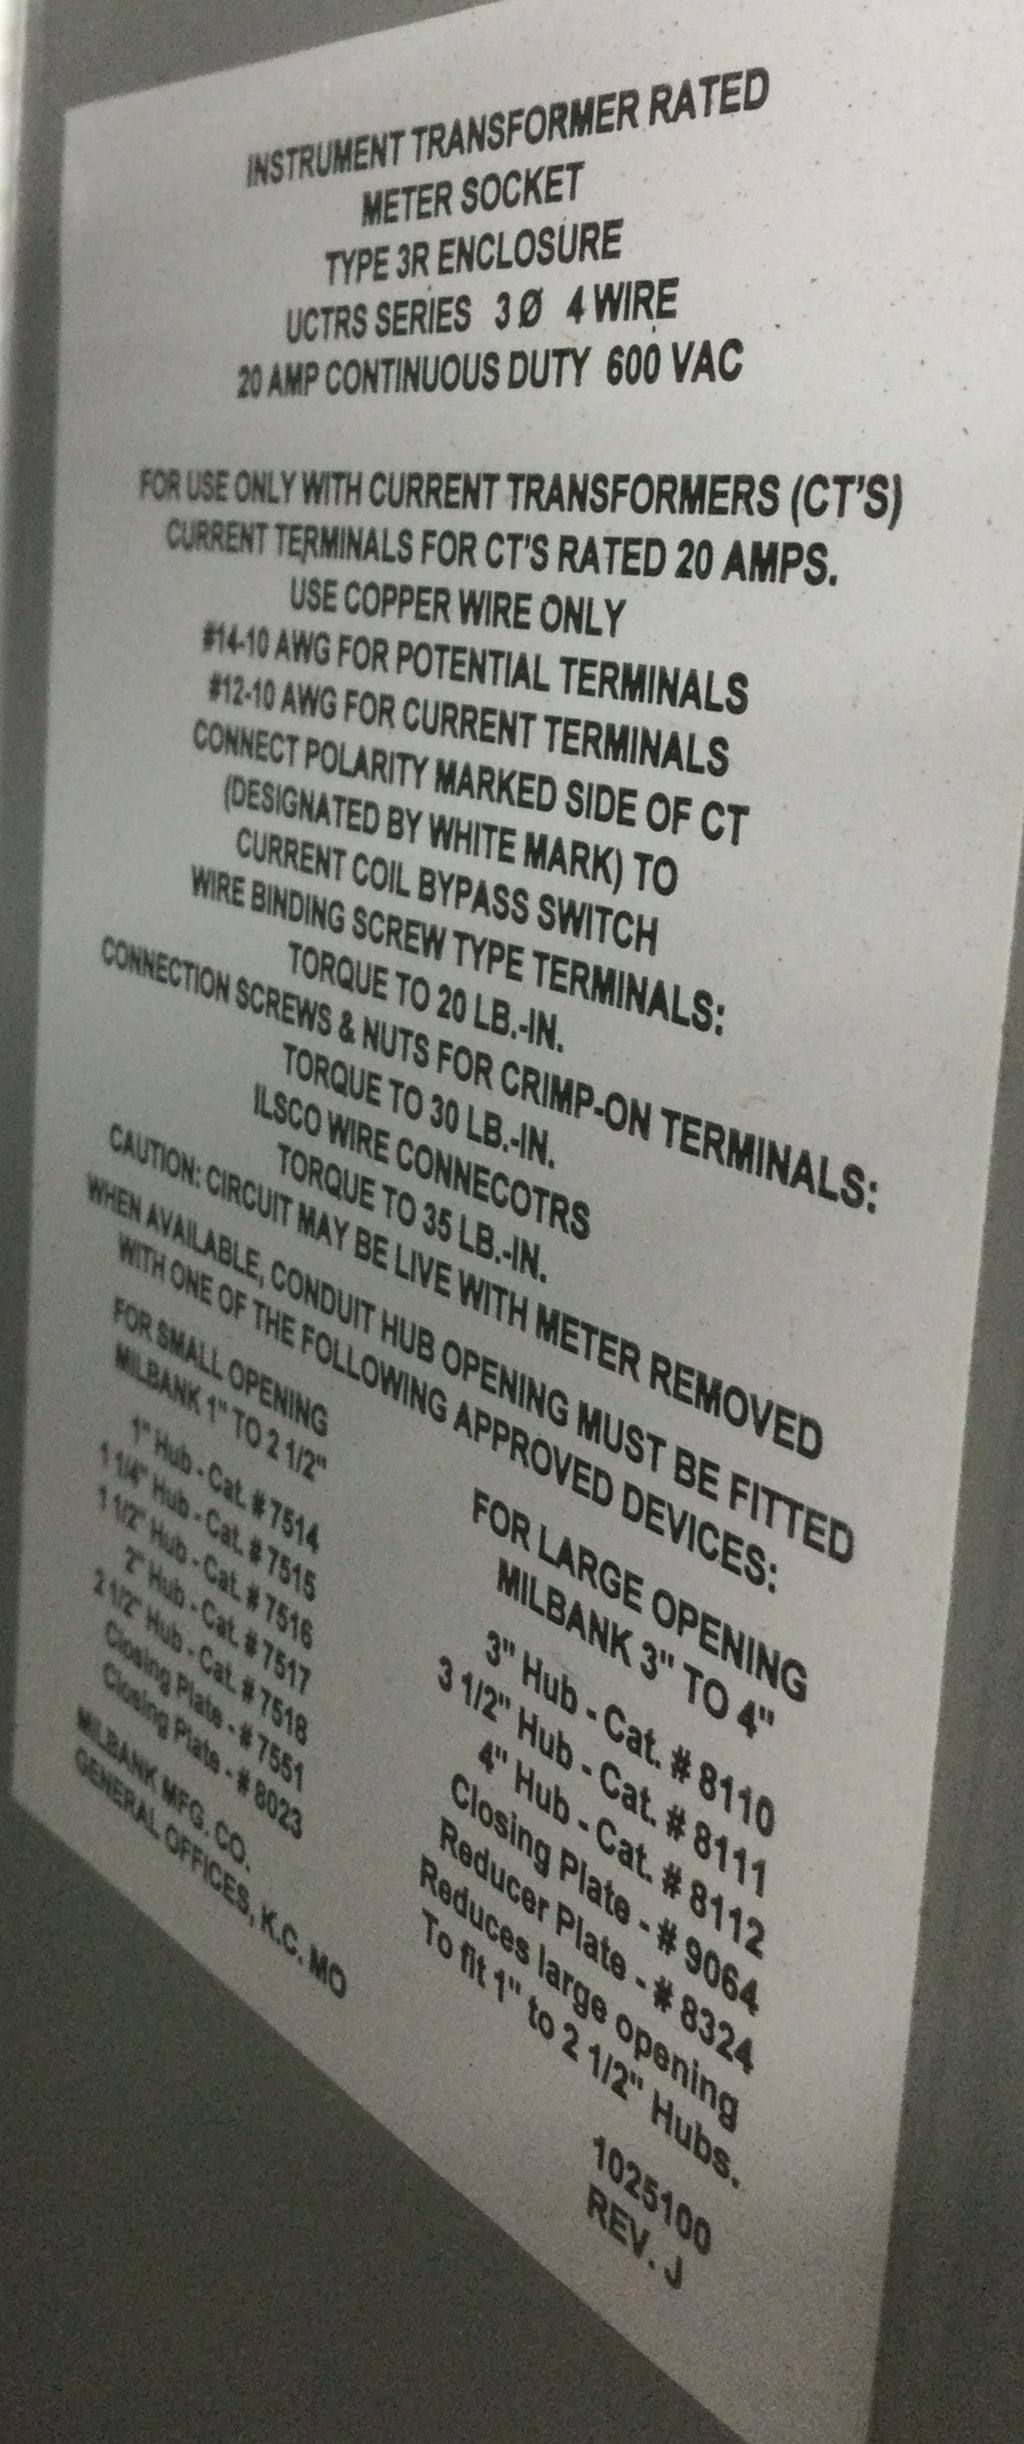 INSTRUMENT TRANSFORMER RATED
METER SOCKET
TYPE 3R ENCLOSURE
UCTRS SERIES 3 Ø 4 WIRE
20 AMP CONTINUOUS DUTY 600 VAC
FOR USE ONLY WITH CURRENT TRANSFORMERS (CT'S)
CURRENT TERMINALS FOR CT'S RATED 20 AMPS.
USE COPPER WIRE ONLY
#14-10 AWG FOR POTENTIAL TERMINALS
#12-10 AWG FOR CURRENT TERMINALS
CONNECT POLARITY MARKED SIDE OF CT
(DESIGNATED BY WHITE MARK) TO
CURRENT COIL BYPASS SWITCH
WIRE BINDING SCREW TYPE TERMINALS:
TORQUE TO 20 LB.-IN.
CONNECTION SCREWS & NUTS FOR CRIMP-ON TERMINALS:
TORQUE TO 30 LB.-IN.
ILSCO WIRE CONNECOTRS
TORQUE TO 35 LB.-IN.
CAUTION: CIRCUIT MAY BE LIVE WITH METER REMOVED
WHEN AVAILABLE, CONDUIT HUB OPENING MUST BE FITTED
WITH ONE OF THE FOLLOWING APPROVED DEVICES:
FOR SMALL OPENING
MILBANK 1" TO 2 1/2"
1" Hub - Cat. # 7514
1 1/4" Hub - Cat. # 7515
1 1/2" Hub - Cat. # 7516
2" Hub - Cat. # 7517
2 1/2" Hub - Cat. # 7518
Closing Plate - # 7551
Closing Plate - # 8023
MILBANK MFG. CO.
GENERAL OFFICES, K.C. MO
FOR LARGE OPENING
MILBANK 3" TO 4"
3" Hub - Cat. # 8110
3 1/2" Hub - Cat. # 8111
4" Hub - Cat. # 8112
Closing Plate - # 9064
Reducer Plate - # 8324
Reduces large opening
To fit 1" to 2 1/2" Hubs.
1025100
REV. J